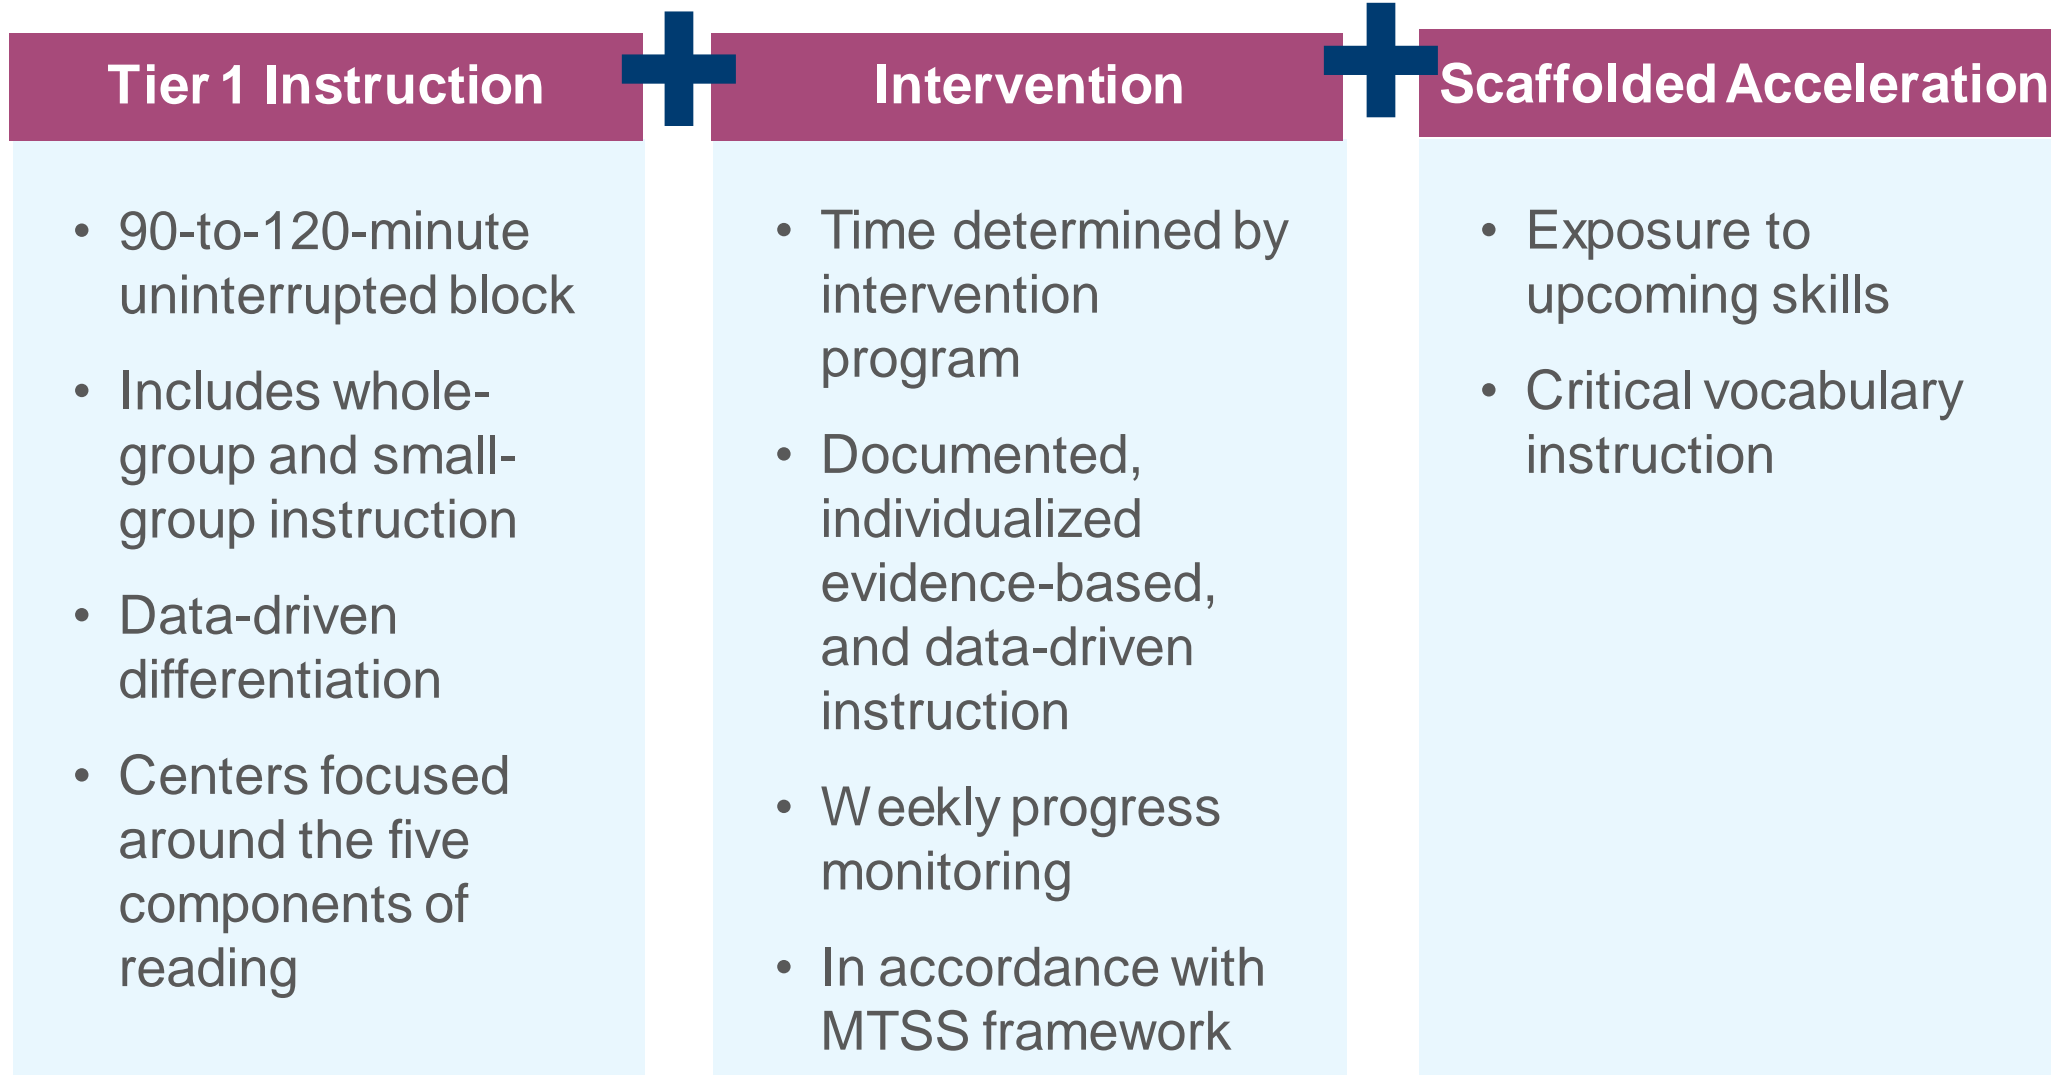 Tier 1 Instruction
• 90-to-120-minute
uninterrupted block
• Includes whole-
group and small-
group instruction
• Data-driven
differentiation
• Centers focused
around the five
components of
reading
Intervention
• Time determined by
intervention
program
• Documented,
individualized
evidence-based,
and data-driven
instruction
• Weekly progress
monitoring
• In accordance with
MTSS framework
Scaffolded Acceleration
• Exposure to
upcoming skills
• Critical vocabulary
instruction